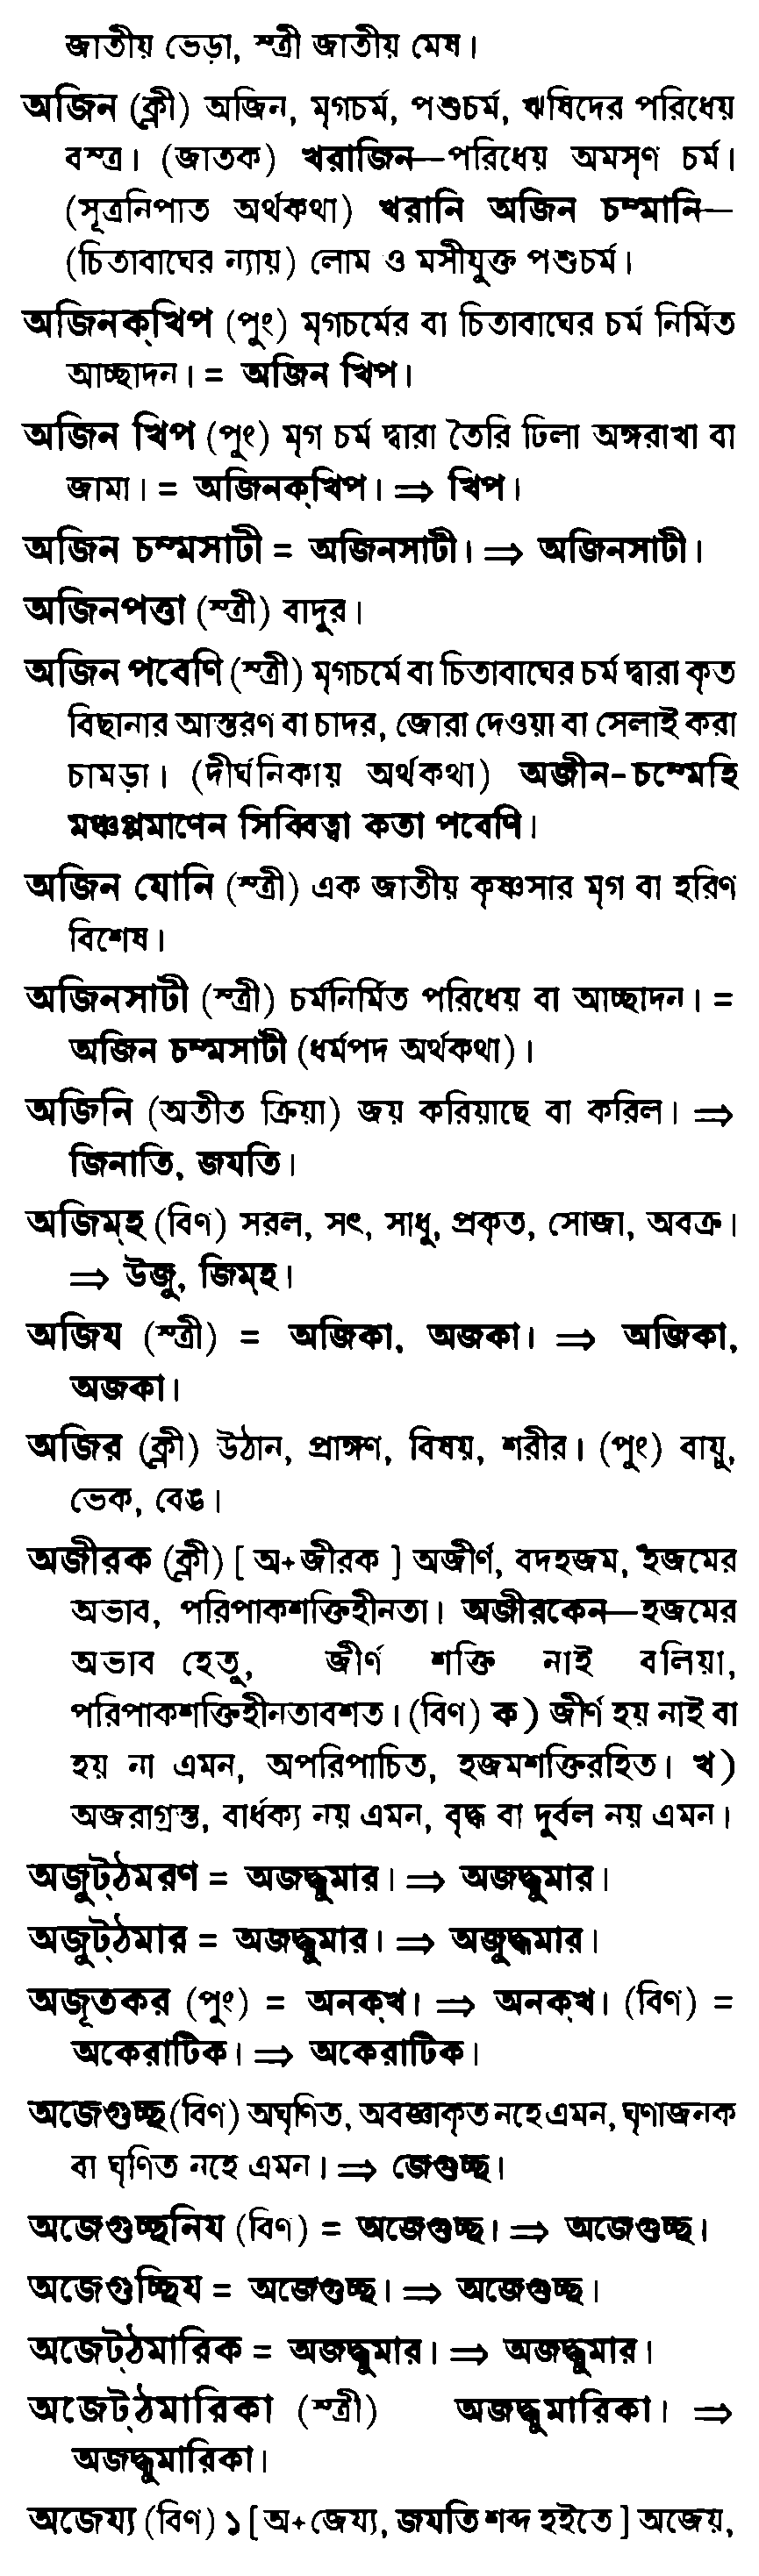 জাতীয় ভেড়া, স্ত্রী জাতীয় মেষ।
অজিন (ক্লী) অজিন, মৃগচর্ম, পশুচর্ম, ঋষিদের পরিধেয়
বস্ত্র। (জাতক) খরাজিন—পরিধেয় অমসৃণ চর্ম।
(সূত্রনিপাত অর্থকথা) খরানি অজিন চম্মানি—
(চিতাবাঘের ন্যায়) লোম ও মসীযুক্ত পশুচর্ম।
অজিনক্খিপ (পুং) মৃগচর্মের বা চিতাবাঘের চর্ম নির্মিত
আচ্ছাদন। = অজিন খিপ।
অজিন খিপ (পুং) মৃগ চর্ম দ্বারা তৈরি ঢিলা অঙ্গরাখা বা
জামা। = অজিনক্খিপ। ⇒ খিপ।
অজিন চম্মসাটী = অজিনসাটী। ⇒ অজিনসাটী।
অজিনপত্তা (স্ত্রী) বাদুর।
অজিন পবেণি (স্ত্রী) মৃগচর্মে বা চিতাবাঘের চর্ম দ্বারা কৃত
বিছানার আস্তরণ বা চাদর, জোরা দেওয়া বা সেলাই করা
চামড়া। (দীর্ঘনিকায় অর্থকথা) অজীন-চম্মেহি
মঞ্চপ্পমাণেন সিব্বিত্বা কতা পবেণি।
অজিন যোনি (স্ত্রী) এক জাতীয় কৃষ্ণসার মৃগ বা হরিণ
বিশেষ।
অজিনসাটী (স্ত্রী) চর্মনির্মিত পরিধেয় বা আচ্ছাদন। =
অজিন চম্মসাটী (ধর্মপদ অর্থকথা)।
অজিনি (অতীত ক্রিয়া) জয় করিয়াছে বা করিল। ⇒
জিনাতি, জযতি।
অজিম্হ (বিণ) সরল, সৎ, সাধু, প্রকৃত, সোজা, অবক্র।
⇒ উজু, জিম্হ।
অজিয (স্ত্রী) = অজিকা, অজকা। ⇒ অজিকা,
অজকা।
অজির (ক্লী) উঠান, প্রাঙ্গণ, বিষয়, শরীর। (পুং) বায়ু,
ভেক, বেঙ।
অজীরক (ক্লী) [ অ+জীরক ] অজীর্ণ, বদহজম, হজমের
অভাব, পরিপাকশক্তিহীনতা। অজীরকেন—হজমের
অভাব হেতু, জীর্ণ শক্তি নাই বলিয়া,
পরিপাকশক্তিহীনতাবশত। (বিণ) ক) জীর্ণ হয় নাই বা
হয় না এমন, অপরিপাচিত, হজমশক্তিরহিত। খ)
অজরাগ্রস্ত, বার্ধক্য নয় এমন, বৃদ্ধ বা দুর্বল নয় এমন।
অজুট্ঠমরণ = অজদ্ধুমার। ⇒ অজদ্ধুমার।
অজুট্ঠমার = অজদ্ধুমার। ⇒ অজুদ্ধমার।
অজূতকর (পুং) = অনক্খ। ⇒ অনক্খ। (বিণ) =
অকেরাটিক। ⇒ অকেরাটিক।
অজেগুচ্ছ (বিণ) অঘৃণিত, অবজ্ঞাকৃত নহে এমন, ঘৃণাজনক
বা ঘৃণিত নহে এমন। ⇒ জেগুচ্ছ।
অজেগুচ্ছনিয (বিণ) = অজেগুচ্ছ। ⇒ অজেগুচ্ছ।
অজেগুচ্ছিয = অজেগুচ্ছ। ⇒ অজেগুচ্ছ।
অজেট্ঠমারিক = অজদ্ধুমার। ⇒ অজদ্ধুমার।
অজেট্ঠমারিকা (স্ত্রী) অজদ্ধুমারিকা। ⇒
অজদ্ধুমারিকা।
অজেয্য (বিণ) ১ [ অ+জেয্য, জযতি শব্দ হইতে ] অজেয়,